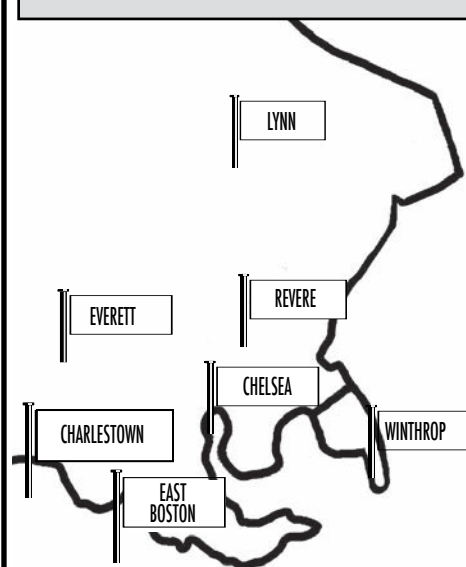 LYNN
REVERE
EVERETT
CHELSEA
CHARLESTOWN
WINTHROP
EAST
BOSTON